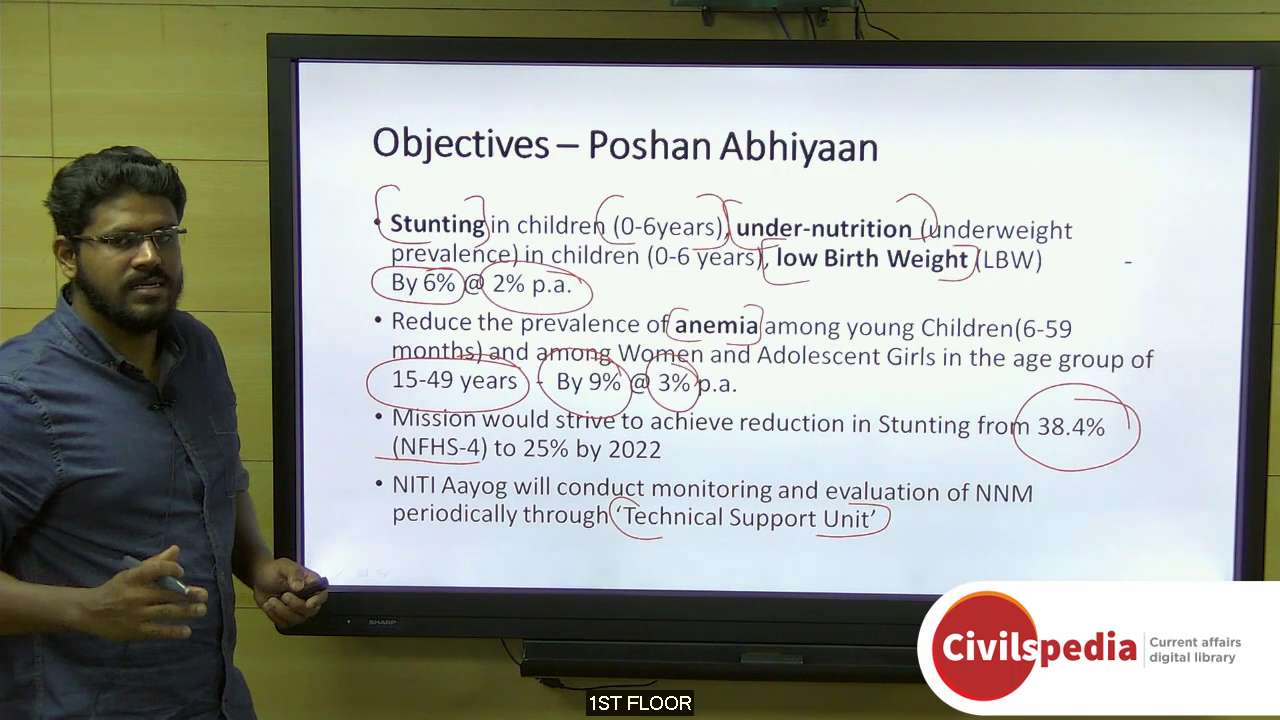 Objectives – Poshan Abhiyaan
• Stunting in children (0-6years), under-nutrition (underweight
prevalence) in children (0-6 years), low Birth Weight (LBW) -
By 6% @ 2% p.a.
• Reduce the prevalence of anemia among young Children(6-59
months) and among Women and Adolescent Girls in the age group of
15-49 years - By 9% @ 3% p.a.
• Mission would strive to achieve reduction in Stunting from 38.4%
(NFHS-4) to 25% by 2022
• NITI Aayog will conduct monitoring and evaluation of NNM
periodically through ‘Technical Support Unit’
SHARP
Civilspedia
Current affairs
digital library
1ST FLOOR